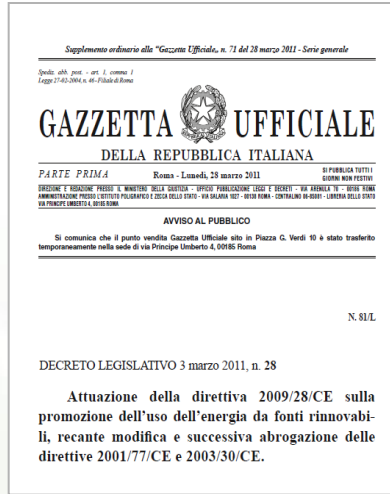 Supplemento ordinario alla “Gazzetta Ufficiale„ n. 71 del 28 marzo 2011 - Serie generale
Spediz. abb. post. - art. 1, comma 1
Legge 27-02-2004, n. 46 - Filiale di Roma
GAZZETTA UFFICIALE
DELLA REPUBBLICA ITALIANA
PARTE PRIMA
Roma - Lunedì, 28 marzo 2011
SI PUBBLICA TUTTI I
GIORNI NON FESTIVI
DIREZIONE E REDAZIONE PRESSO IL MINISTERO DELLA GIUSTIZIA - UFFICIO PUBBLICAZIONE LEGGI E DECRETI - VIA ARENULA 70 - 00186 ROMA
AMMINISTRAZIONE PRESSO L'ISTITUTO POLIGRAFICO E ZECCA DELLO STATO - VIA SALARIA 1027 - 00138 ROMA - CENTRALINO 06-85081 - LIBRERIA DELLO STATO
VIA PRINCIPE UMBERTO 4, 00185 ROMA
AVVISO AL PUBBLICO
Si comunica che il punto vendita Gazzetta Ufficiale sito in Piazza G. Verdi 10 è stato trasferito
temporaneamente nella sede di via Principe Umberto 4, 00185 Roma
N. 81/L
DECRETO LEGISLATIVO 3 marzo 2011, n. 28
Attuazione della direttiva 2009/28/CE sulla
promozione dell’uso dell’energia da fonti rinnovabi-
li, recante modifica e successiva abrogazione delle
direttive 2001/77/CE e 2003/30/CE.